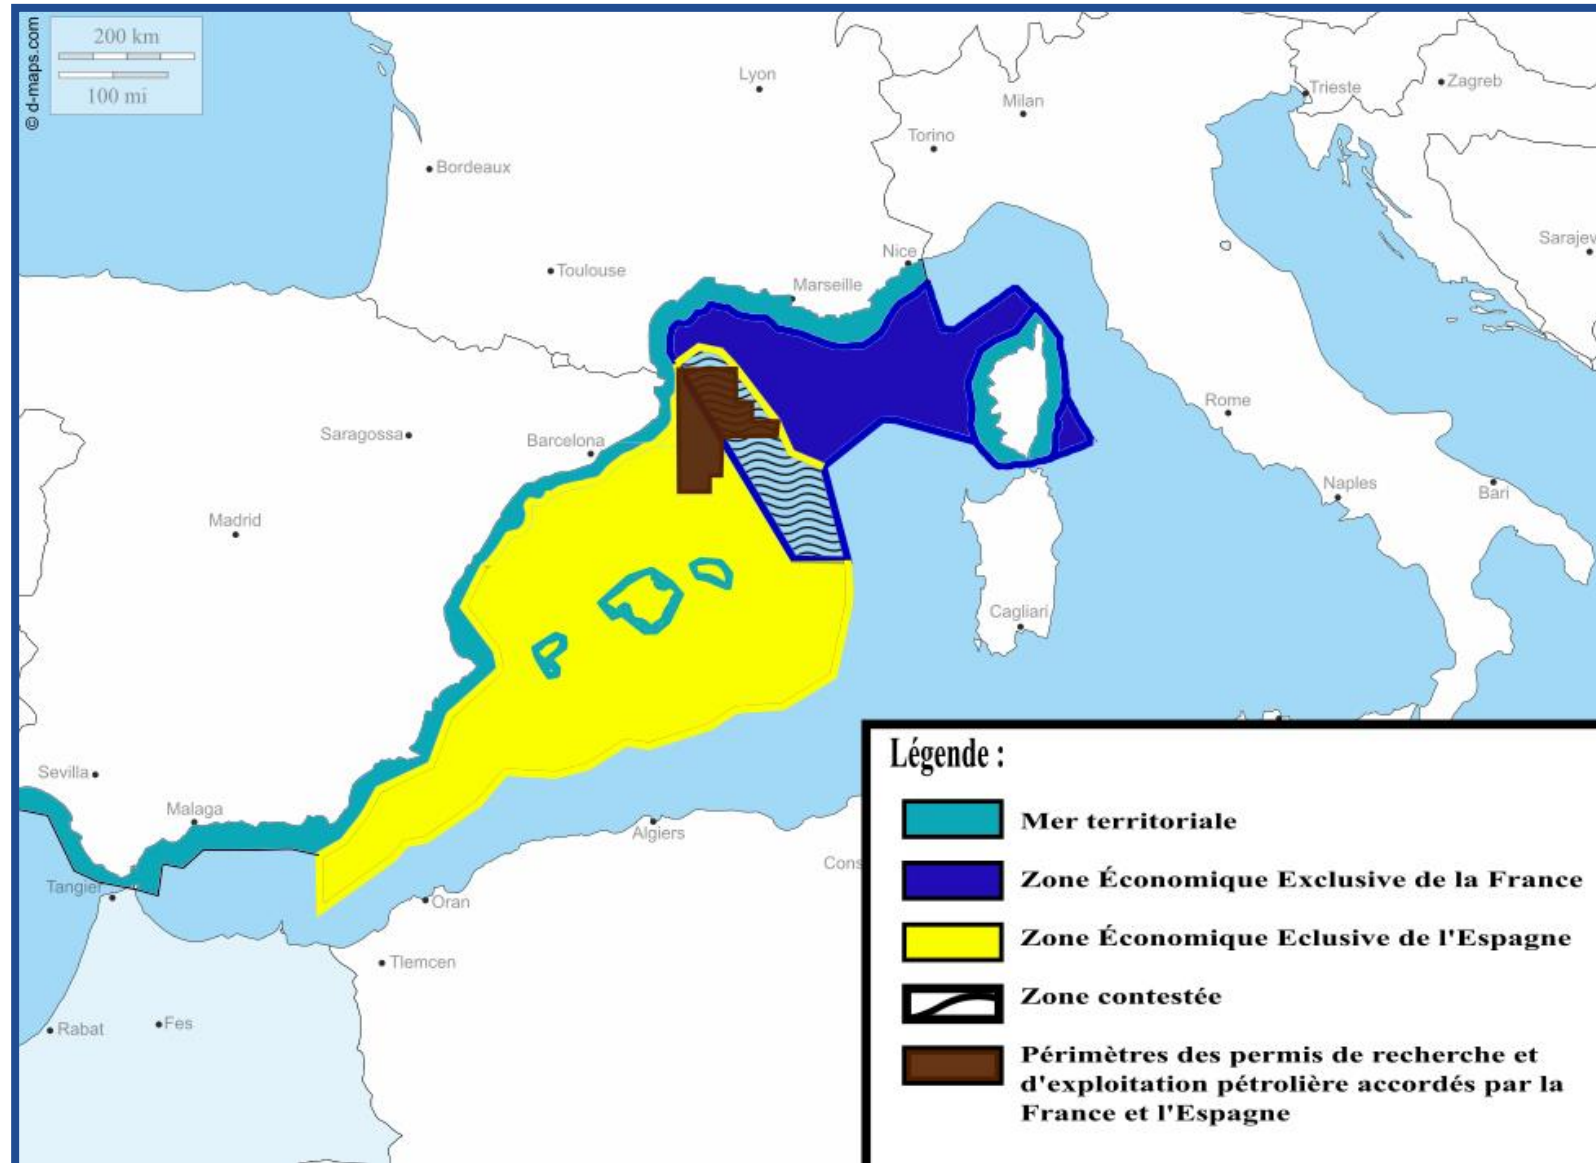 © d-maps.com
200 km
100 mi
Lyon
Milan
Trieste
Zagreb
Torino
Bordeaux
Sarajev
Nice
Toulouse
Marseille
Rome
Saragossa
Barcelona
Naples
Bari
Madrid
Cagliari
Sevilla
Malaga
Algiers
Cons
Tangier
Oran
Tlemcen
Rabat
Fes
Légende :
Mer territoriale
Zone Économique Exclusive de la France
Zone Économique Eclusive de l'Espagne
Zone contestée
Périmètres des permis de recherche et
d'exploitation pétrolière accordés par la
France et l'Espagne